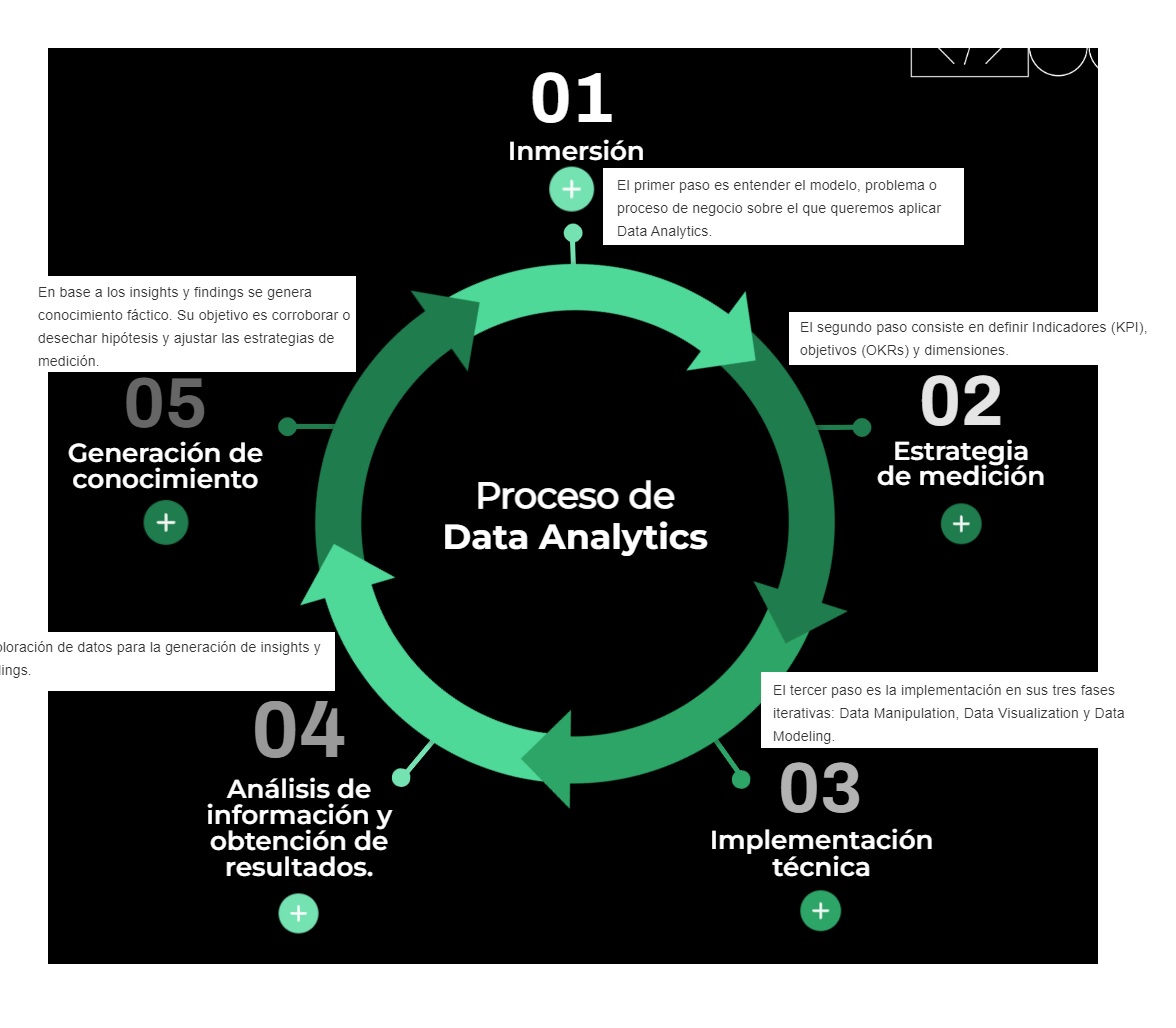 </>
01
Inmersión
+
El primer paso es entender el modelo, problema o
proceso de negocio sobre el que queremos aplicar
Data Analytics.
En base a los insights y findings se genera
conocimiento fáctico. Su objetivo es corroborar o
desechar hipótesis y ajustar las estrategias de
medición.
05
Generación de
conocimiento
+
El segundo paso consiste en definir Indicadores (KPI),
objetivos (OKRs) y dimensiones.
02
Estrategia
de medición
+
Proceso de
Data Analytics
de datos para la generación de insights y
04
Análisis de
información y
obtención de
resultados.
+
El tercer paso es la implementación en sus tres fases
iterativas: Data Manipulation, Data Visualization y Data
Modeling.
03
Implementación
técnica
+